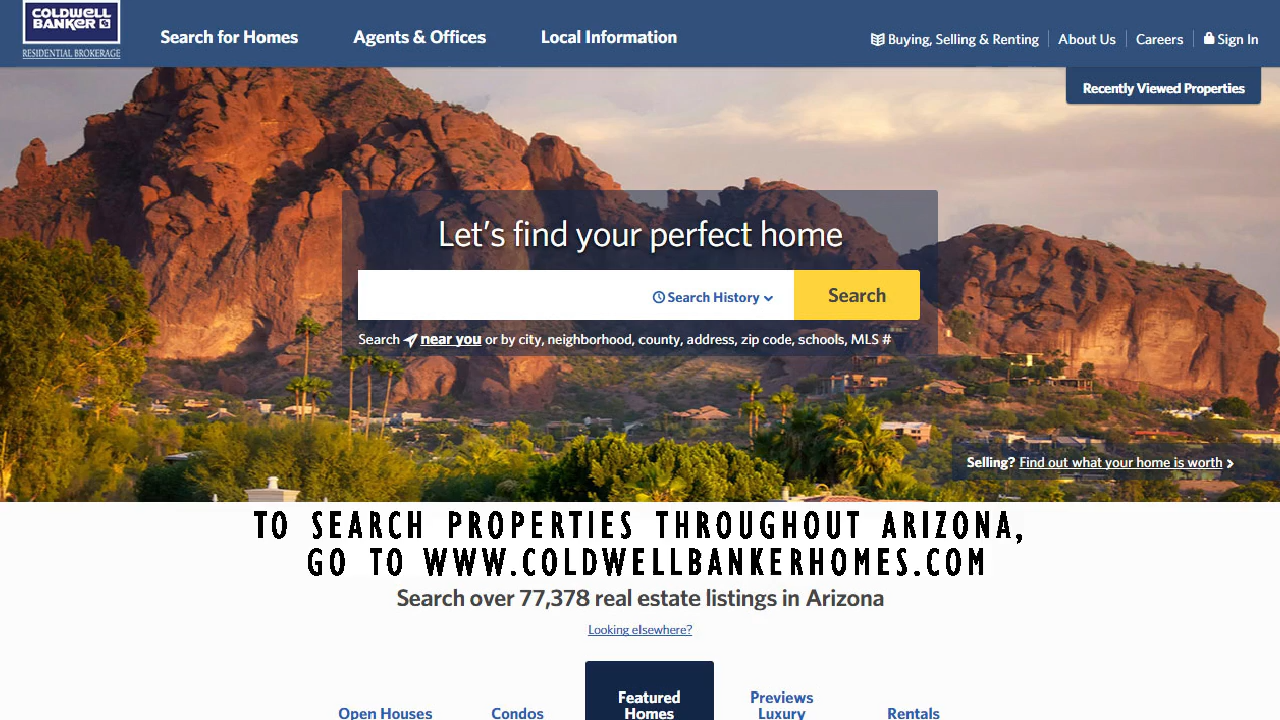 COLDWELL
BANKER
RESIDENTIAL BROKERAGE
Search for Homes
Agents & Offices
Local Information
Buying, Selling & Renting
About Us
Careers
Sign In
Recently Viewed Properties
Let's find your perfect home
Search History
Search
Search near you or by city, neighborhood, county, address, zip code, schools, MLS #
Selling? Find out what your home is worth >
TO SEARCH PROPERTIES THROUGHOUT ARIZONA,
GO TO WWW.COLDWELLBANKERHOMES.COM
Search over 77,378 real estate listings in Arizona
Looking elsewhere?
Open Houses
Condos
Featured
Homes
Previews
Luxury
Rentals